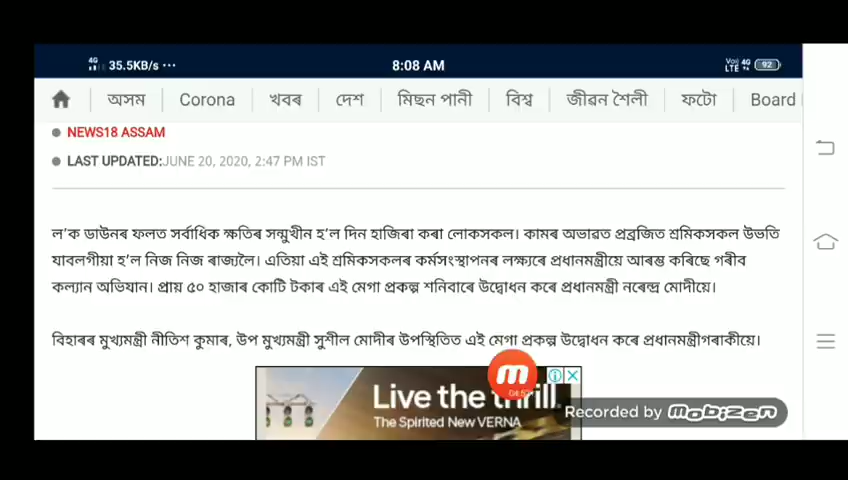 4G 35.5KB/s ··· 8:08 AM LTE 4G 92
অসম Corona খবৰ দেশ মিছন পানী বিশ্ব জীৱন শৈলী ফটো Board
NEWS18 ASSAM
LAST UPDATED:JUNE 20, 2020, 2:47 PM IST
ল'ক ডাউনৰ ফলত সৰ্বাধিক ক্ষতিৰ সন্মুখীন হ'ল দিন হাজিৰা কৰা লোকসকল। কামৰ অভাৱত প্ৰব্ৰজিত শ্ৰমিকসকল উভতি
যাবলগীয়া হ'ল নিজ নিজ ৰাজ্যলৈ। এতিয়া এই শ্ৰমিকসকলৰ কৰ্মসংস্থাপনৰ লক্ষ্যৰে প্ৰধানমন্ত্ৰীয়ে আৰম্ভ কৰিছে গৰীব
কল্যান অভিযান। প্ৰায় ৫০ হাজাৰ কোটি টকাৰ এই মেগা প্ৰকল্প শনিবাৰে উদ্বোধন কৰে প্ৰধানমন্ত্ৰী নৰেন্দ্ৰ মোদীয়ে।
বিহাৰৰ মুখ্যমন্ত্ৰী নীতিশ কুমাৰ, উপ মুখ্যমন্ত্ৰী সুশীল মোদীৰ উপস্থিতিত এই মেগা প্ৰকল্প উদ্বোধন কৰে প্ৰধানমন্ত্ৰীগৰাকীয়ে।
Live the thrill
The Spirited New VERNA
Recorded by mobizen